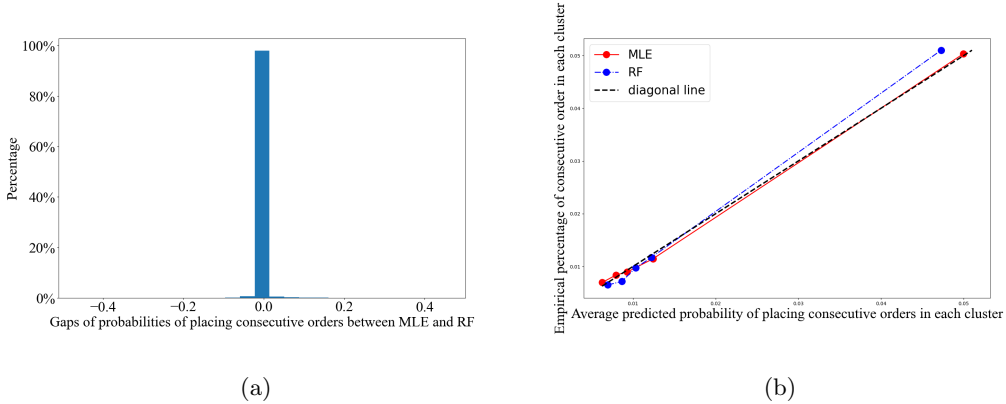 100%
80%
60%
40%
20%
0%
Percentage
−0.4
−0.2
0.0
0.2
0.4
Gaps of probabilities of placing consecutive orders between MLE and RF
(a)
Empirical percentage of consecutive order in each cluster
0.05
0.04
0.03
0.02
0.01
MLE
RF
diagonal line
0.01
0.02
0.03
0.04
0.05
Average predicted probability of placing consecutive orders in each cluster
(b)